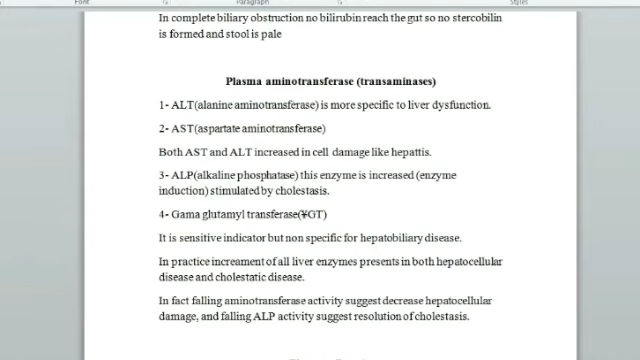 Font
Paragraph
Styles
In complete biliary obstruction no bilirubin reach the gut so no stercobilin
is formed and stool is pale
Plasma aminotransferase (transaminases)
1- ALT(alanine aminotransferase) is more specific to liver dysfunction.
2- AST(aspartate aminotransferase)
Both AST and ALT increased in cell damage like hepattis.
3- ALP(alkaline phosphatase) this enzyme is increased (enzyme
induction) stimulated by cholestasis.
4- Gama glutamyl transferase(¥GT)
It is sensitive indicator but non specific for hepatobiliary disease.
In practice increament of all liver enzymes presents in both hepatocellular
disease and cholestatic disease.
In fact falling aminotransferase activity suggest decrease hepatocellular
damage, and falling ALP activity suggest resolution of cholestasis.